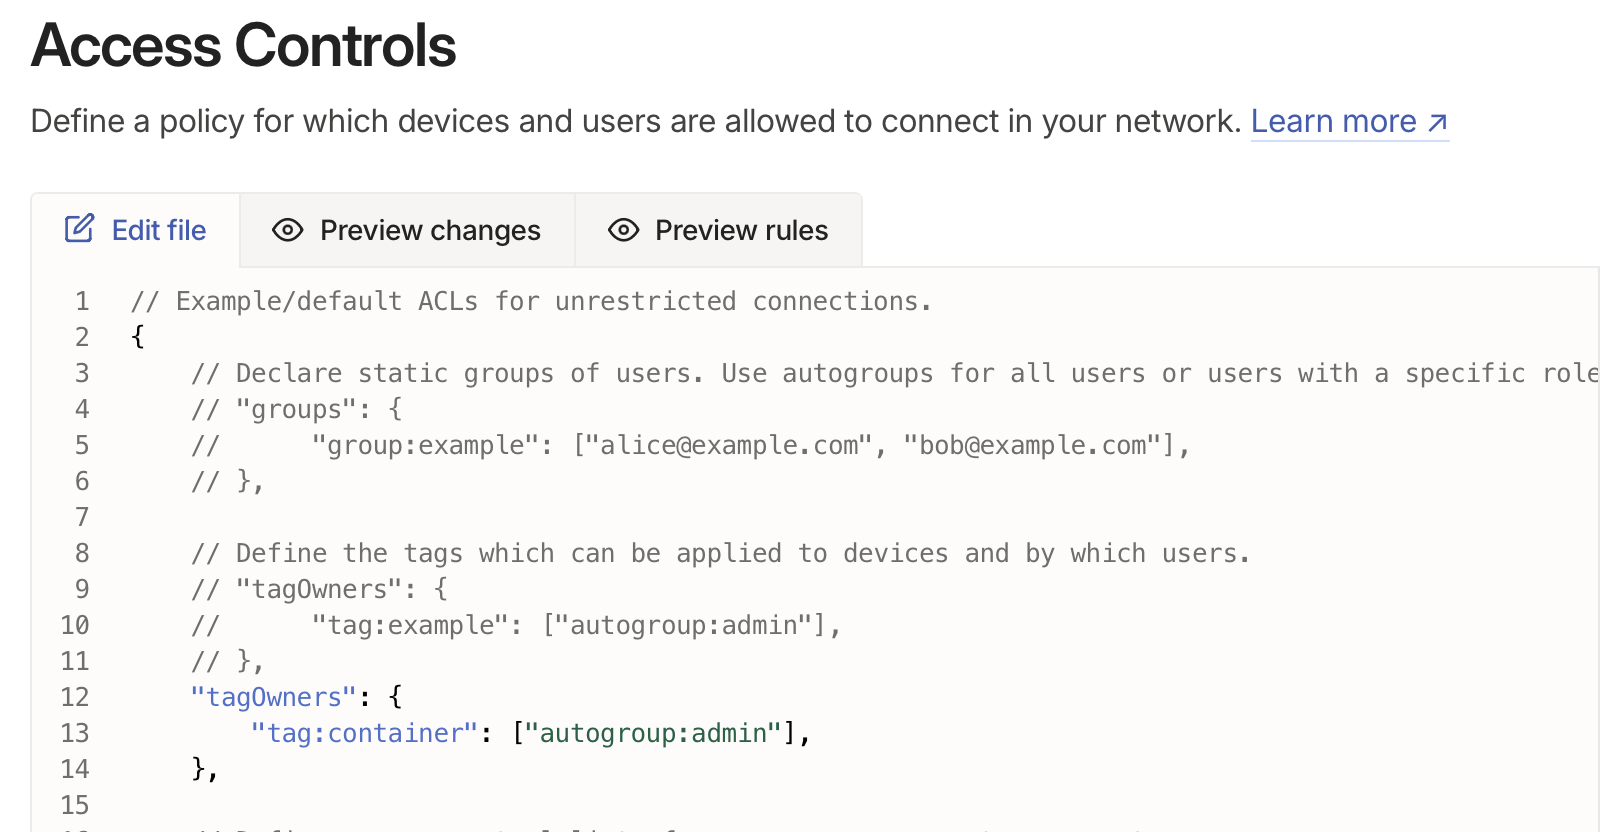 Access Controls
Define a policy for which devices and users are allowed to connect in your network. Learn more ↗
Edit file Preview changes Preview rules
1 // Example/default ACLs for unrestricted connections.
2 {
3 // Declare static groups of users. Use autogroups for all users or users with a specific role
4 // "groups": {
5 // "group:example": ["alice@example.com", "bob@example.com"],
6 // },
7
8 // Define the tags which can be applied to devices and by which users.
9 // "tagOwners": {
10 // "tag:example": ["autogroup:admin"],
11 // },
12 "tagOwners": {
13 "tag:container": ["autogroup:admin"],
14 },
15